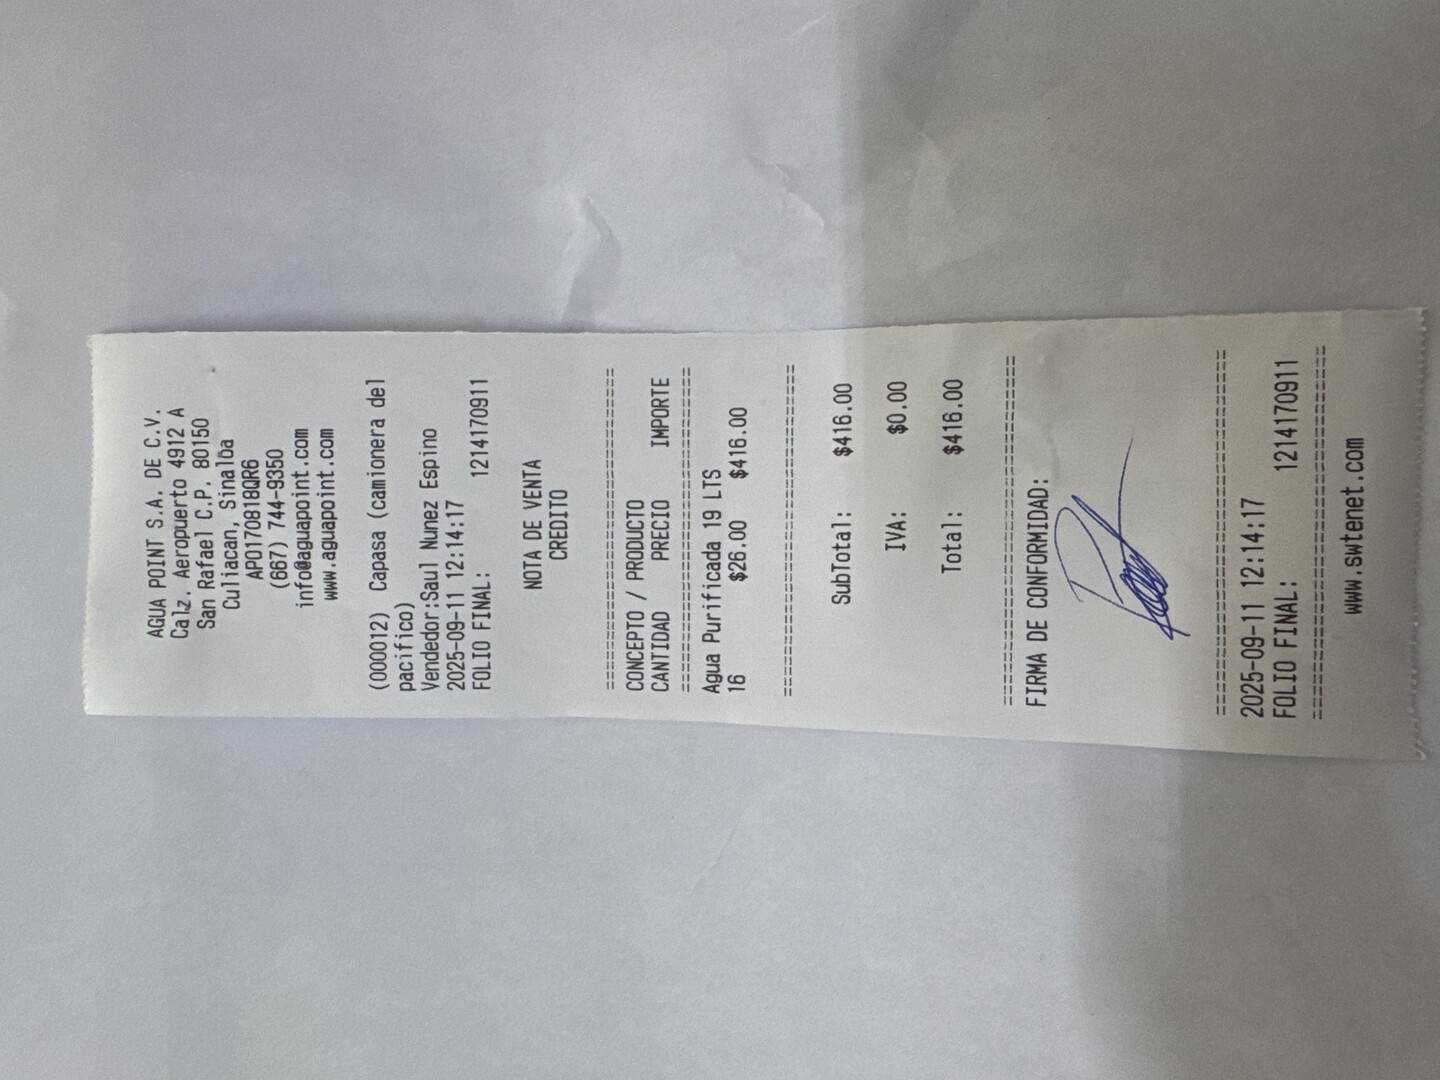 AGUA POINT S.A. DE C.V.
Calz. Aeropuerto 4912 A
San Rafael C.P. 80150
Culiacan, Sinaloa
APO170818QR6
(667) 744-9350
info@aguapoint.com
www.aguapoint.com
(000012) Capasa (camionera del
pacifico)
Vendedor:Saul Nunez Espino
2025-09-11 12:14:17
FOLIO FINAL: 1214170911
NOTA DE VENTA
CREDITO
==============================
CONCEPTO / PRODUCTO
CANTIDAD PRECIO IMPORTE
==============================
Agua Purificada 19 LTS
16 $26.00 $416.00
==============================
SubTotal: $416.00
IVA: $0.00
Total: $416.00
==============================
FIRMA DE CONFORMIDAD:
==============================
2025-09-11 12:14:17
FOLIO FINAL: 1214170911
==============================
www.swtenet.com